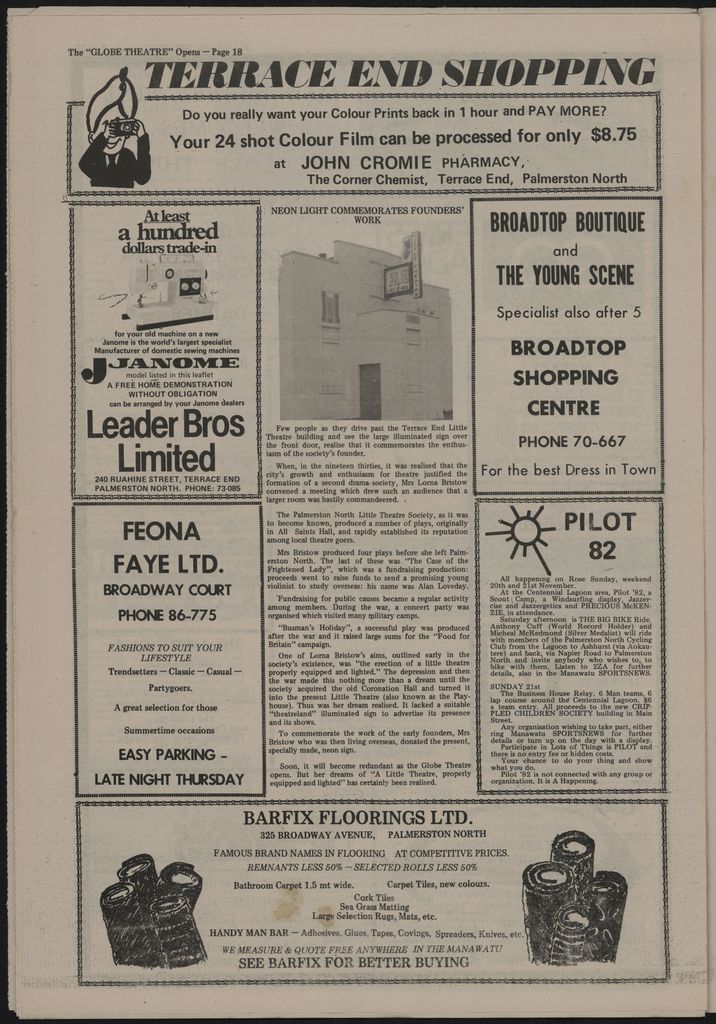 The "GLOBE THEATRE" Opens — Page 18
TERRACE END SHOPPING
Do you really want your Colour Prints back in 1 hour and PAY MORE?
Your 24 shot Colour Film can be processed for only $8.75
at JOHN CROMIE PHARMACY,
The Corner Chemist, Terrace End, Palmerston North
At least
a hundred
dollars trade-in
for your old machine on a new
Janome is the world's largest specialist
Manufacturer of domestic sewing machines
JANOME
model listed in this leaflet
A FREE HOME DEMONSTRATION
WITHOUT OBLIGATION
can be arranged by your Janome dealers
Leader Bros
Limited
240 RUAHINE STREET, TERRACE END
PALMERSTON NORTH. PHONE: 73-085
FEONA
FAYE LTD.
BROADWAY COURT
PHONE 86-775
FASHIONS TO SUIT YOUR
LIFESTYLE
Trendsetters — Classic — Casual —
Partygoers.
A great selection for those
Summertime occasions
EASY PARKING –
LATE NIGHT THURSDAY
NEON LIGHT COMMEMORATES FOUNDERS'
WORK
Few people as they drive past the Terrace End Little
Theatre building and see the large illuminated sign over
the front door, realise that it commemorates the enthus-
iasm of the society's founder.
When, in the nineteen thirties, it was realised that the
city's growth and enthusiasm for theatre justified the
formation of a second drama society, Mrs Lorna Bristow
convened a meeting which drew such an audience that a
larger room was hastily commandeered.
The Palmerston North Little Theatre Society, as it was
to become known, produced a number of plays, originally
in All Saints Hall, and rapidly established its reputation
among local theatre goers.
Mrs Bristow produced four plays before she left Palm-
erston North. The last of these was "The Case of the
Frightened Lady", which was a fundraising production:
proceeds went to raise funds to send a promising young
violinist to study overseas: his name was Alan Loveday.
Fundraising for public causes became a regular activity
among members. During the war, a concert party was
organised which visited many military camps.
"Busman's Holiday", a successful play was produced
after the war and it raised large sums for the "Food for
Britain" campaign.
One of Lorna Bristow's aims, outlined early in the
society's existence, was "the erection of a little theatre
properly equipped and lighted." The depression and then
the war made this nothing more than a dream until the
society acquired the old Coronation Hall and turned it
into the present Little Theatre (also known as the Play-
house). Thus was her dream realised. It lacked a suitable
"theatreland" illuminated sign to advertise its presence
and its shows.
To commemorate the work of the early founders, Mrs
Bristow who was then living overseas, donated the present,
specially made, neon sign.
Soon, it will become redundant as the Globe Theatre
opens. But her dreams of "A Little Theatre, properly
equipped and lighted" has certainly been realised.
BROADTOP BOUTIQUE
and
THE YOUNG SCENE
Specialist also after 5
BROADTOP
SHOPPING
CENTRE
PHONE 70-667
For the best Dress in Town
PILOT
82
All happening on Rose Sunday, weekend
20th and 21st November.
At the Centennial Lagoon area, Pilot '82, a
Scout Camp, a Windsurfing display, Jazzer-
cise and Jazzergetics and PRECIOUS McKEN-
ZIE, in attendance.
Saturday afternoon is THE BIG BIKE Ride.
Anthony Cuff (World Record Holder) and
Micheal McRedmond (Silver Medalist) will ride
with members of the Palmerston North Cycling
Club from the Lagoon to Ashhurst (via Aokau-
tere) and back, via Napier Road to Palmerston
North and invite anybody who wishes to, to
bike with them. Listen to 2ZA for further
details, also in the Manawatu SPORTSNEWS.
SUNDAY 21st
The Business House Relay. 6 Man teams, 6
lap course around the Centennial Lagoon. $6
a team entry. All proceeds to the new CRIP-
PLED CHILDREN SOCIETY building in Main
Street.
Any organisation wishing to take part, either
ring Manawatu SPORTSNEWS for further
details or turn up on the day with a display.
Participate in Lots of Things is PILOT and
there is no entry fee or hidden costs.
Your chance to do your thing and show
what you do.
Pilot '82 is not connected with any group or
organization. It is A Happening.
BARFIX FLOORINGS LTD.
325 BROADWAY AVENUE, PALMERSTON NORTH
FAMOUS BRAND NAMES IN FLOORING AT COMPETITIVE PRICES.
REMNANTS LESS 50% — SELECTED ROLLS LESS 50%
Bathroom Carpet 1.5 mt wide. Carpet Tiles, new colours.
Cork Tiles
Sea Grass Matting
Large Selection Rugs, Mats, etc.
HANDY MAN BAR — Adhesives, Glues, Tapes, Covings, Spreaders, Knives, etc.
WE MEASURE & QUOTE FREE ANYWHERE IN THE MANAWATU
SEE BARFIX FOR BETTER BUYING